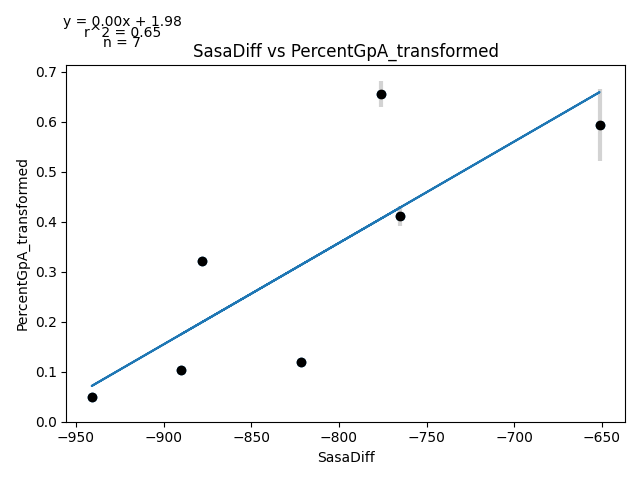 y = 0.00x + 1.98
r^2 = 0.65
n = 7
SasaDiff vs PercentGpA_transformed
PercentGpA_transformed
0.7
0.6
0.5
0.4
0.3
0.2
0.1
0.0
−950 −900 −850 −800 −750 −700 −650
SasaDiff